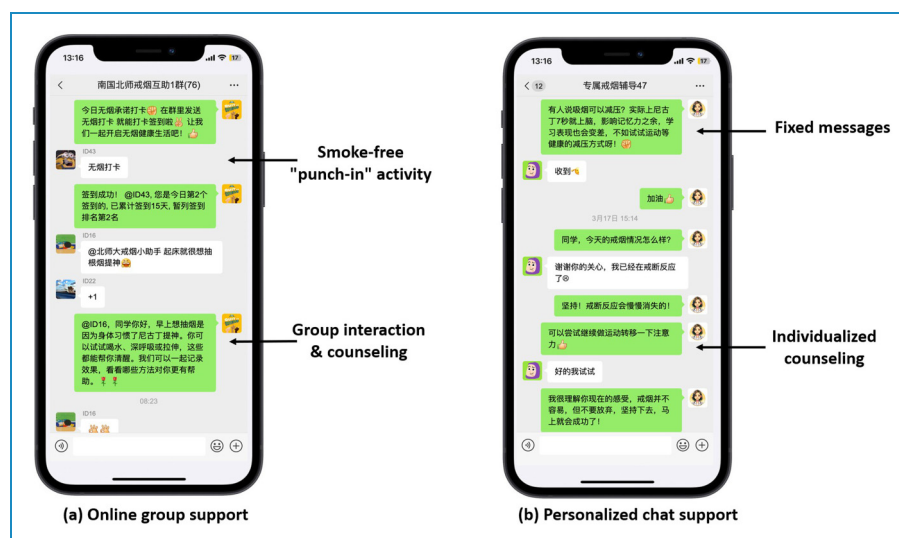 13:16
17
南国北师戒烟互助1群(76)
今日无烟承诺打卡 在群里发送
无烟打卡 就能打卡签到啦 让我
们一起开启无烟健康生活吧！
ID43
无烟打卡
签到成功！ @ID43, 您是今日第2个
签到的, 已累计签到15天, 暂列签到
排名第2名
ID16
@北师大戒烟小助手 起床就很想抽
根烟提神
ID22
+1
@ID16，同学你好，早上想抽烟是
因为身体习惯了尼古丁提神。你可
以试试喝水、深呼吸或拉伸，这些
都能帮你清醒。我们可以一起记录
效果，看看哪些方法对你更有帮
助。
08:23
ID16
Smoke-free
"punch-in" activity
Group interaction
& counseling
(a) Online group support
13:16
17
12
专属戒烟辅导47
有人说吸烟可以减压？实际上尼古
丁7秒就上脑，影响记忆力之余，学
习表现也会变差，不如试试运动等
健康的减压方式呀！
收到
加油
3月17日 15:14
同学，今天的戒烟情况怎么样？
谢谢你的关心，我已经在戒断反应
了
坚持！戒断反应会慢慢消失的！
可以尝试继续做运动转移一下注意
力
好的我试试
我很理解你现在的感受，戒烟并不
容易，但不要放弃，坚持下去，马
上就会成功了！
Fixed messages
Individualized
counseling
(b) Personalized chat support